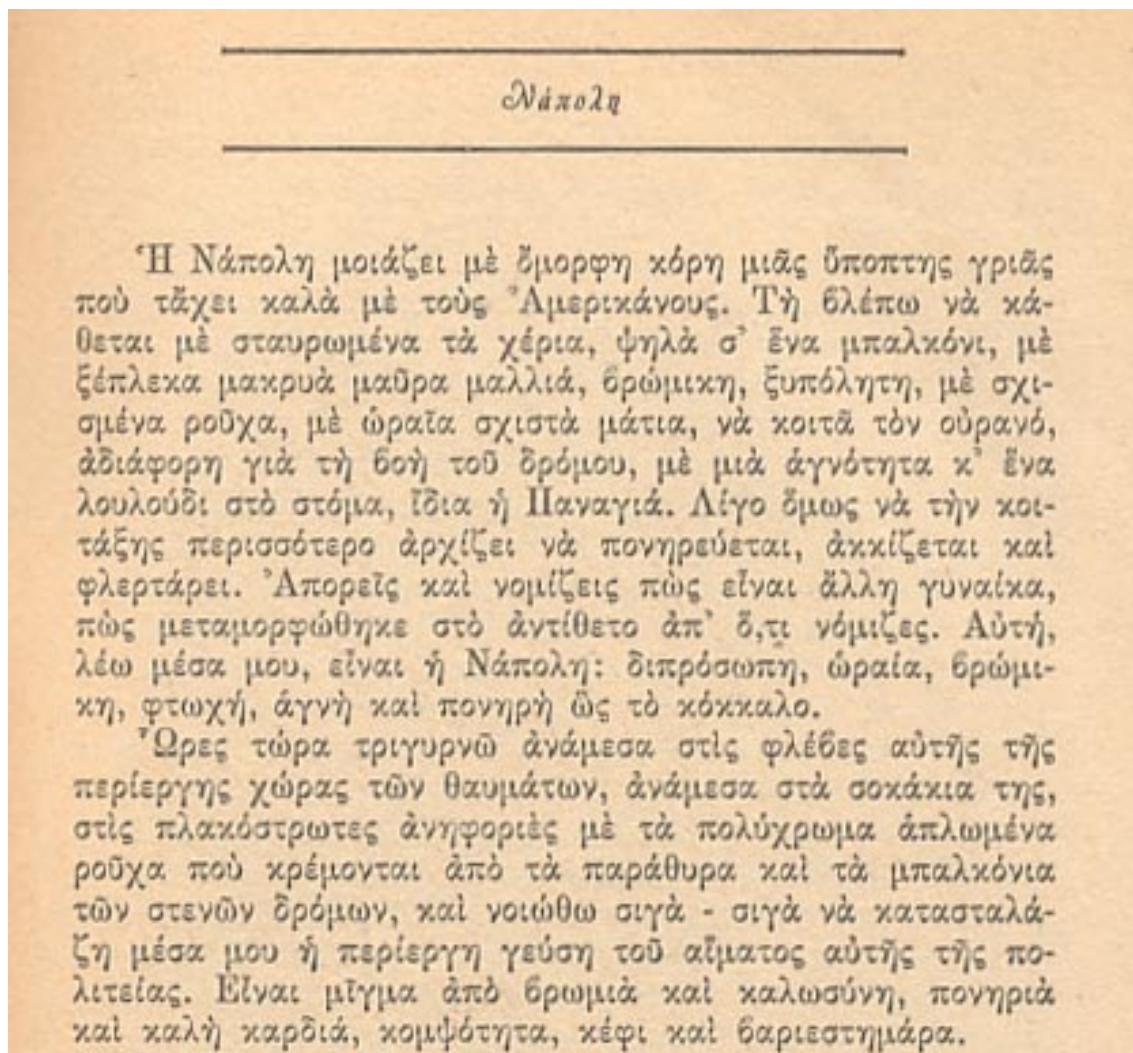 Νάπολη
Ἡ Νάπολη μοιάζει μὲ ὄμορφη κόρη μιᾶς ὕποπτης γριᾶς
ποὺ τἄχει καλὰ μὲ τοὺς Ἀμερικάνους. Τὴ βλέπω νὰ κά-
θεται μὲ σταυρωμένα τὰ χέρια, ψηλὰ σ’ ἕνα μπαλκόνι, μὲ
ξέπλεκα μακρυὰ μαῦρα μαλλιά, βρώμικη, ξυπόλητη, μὲ σχι-
σμένα ροῦχα, μὲ ὡραῖα σχιστὰ μάτια, νὰ κοιτᾶ τὸν οὐρανό,
ἀδιάφορη γιὰ τὴ βοὴ τοῦ δρόμου, μὲ μιὰ ἁγνότητα κ’ ἕνα
λουλούδι στὸ στόμα, ἴδια ἡ Παναγιά. Λίγο ὅμως νὰ τὴν κοι-
τάξης περισσότερο ἀρχίζει νὰ πονηρεύεται, ἀκκίζεται καὶ
φλερτάρει. Ἀπορεῖς καὶ νομίζεις πὼς εἶναι ἄλλη γυναίκα,
πὼς μεταμορφώθηκε στὸ ἀντίθετο ἀπ’ ὅ,τι νόμιζες. Αὐτή,
λέω μέσα μου, εἶναι ἡ Νάπολη: διπρόσωπη, ὡραία, βρώμι-
κη, φτωχή, ἁγνὴ καὶ πονηρὴ ὣς τὸ κόκκαλο.
Ὧρες τώρα τριγυρνῶ ἀνάμεσα στὶς φλέβες αὐτῆς τῆς
περίεργης χώρας τῶν θαυμάτων, ἀνάμεσα στὰ σοκάκια της,
στὶς πλακόστρωτες ἀνηφοριὲς μὲ τὰ πολύχρωμα ἁπλωμένα
ροῦχα ποὺ κρέμονται ἀπὸ τὰ παράθυρα καὶ τὰ μπαλκόνια
τῶν στενῶν δρόμων, καὶ νοιώθω σιγὰ - σιγὰ νὰ κατασταλά-
ζη μέσα μου ἡ περίεργη γεύση τοῦ αἵματος αὐτῆς τῆς πο-
λιτείας. Εἶναι μῖγμα ἀπὸ βρωμιὰ καὶ καλωσύνη, πονηριὰ
καὶ καλὴ καρδιά, κομψότητα, κέφι καὶ βαριεστημάρα.